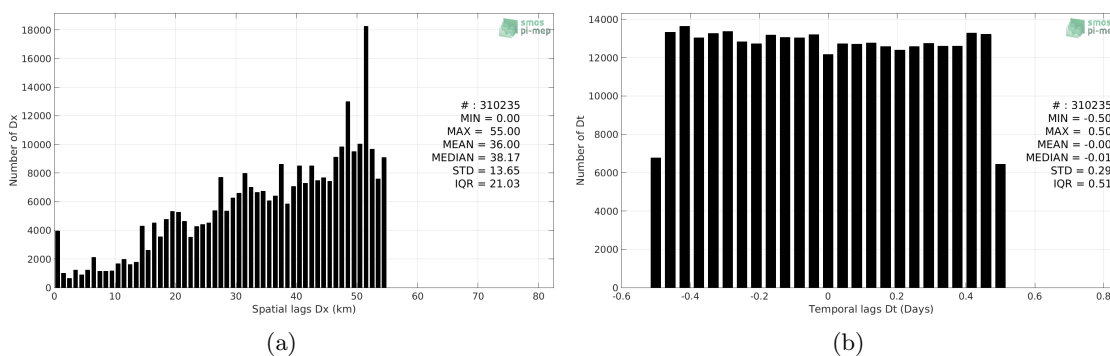 smos
pi-mep
18000
16000
14000
12000
10000
8000
6000
4000
2000
0
Number of Dx
# : 310235
MIN = 0.00
MAX = 55.00
MEAN = 36.00
MEDIAN = 38.17
STD = 13.65
IQR = 21.03
0 10 20 30 40 50 60 70 80
Spatial lags Dx (km)
(a)
smos
pi-mep
14000
12000
10000
8000
6000
4000
2000
0
Number of Dt
# : 310235
MIN = -0.50
MAX = 0.50
MEAN = -0.00
MEDIAN = -0.01
STD = 0.29
IQR = 0.51
-0.6 -0.4 -0.2 0 0.2 0.4 0.6 0.8
Temporal lags Dt (Days)
(b)